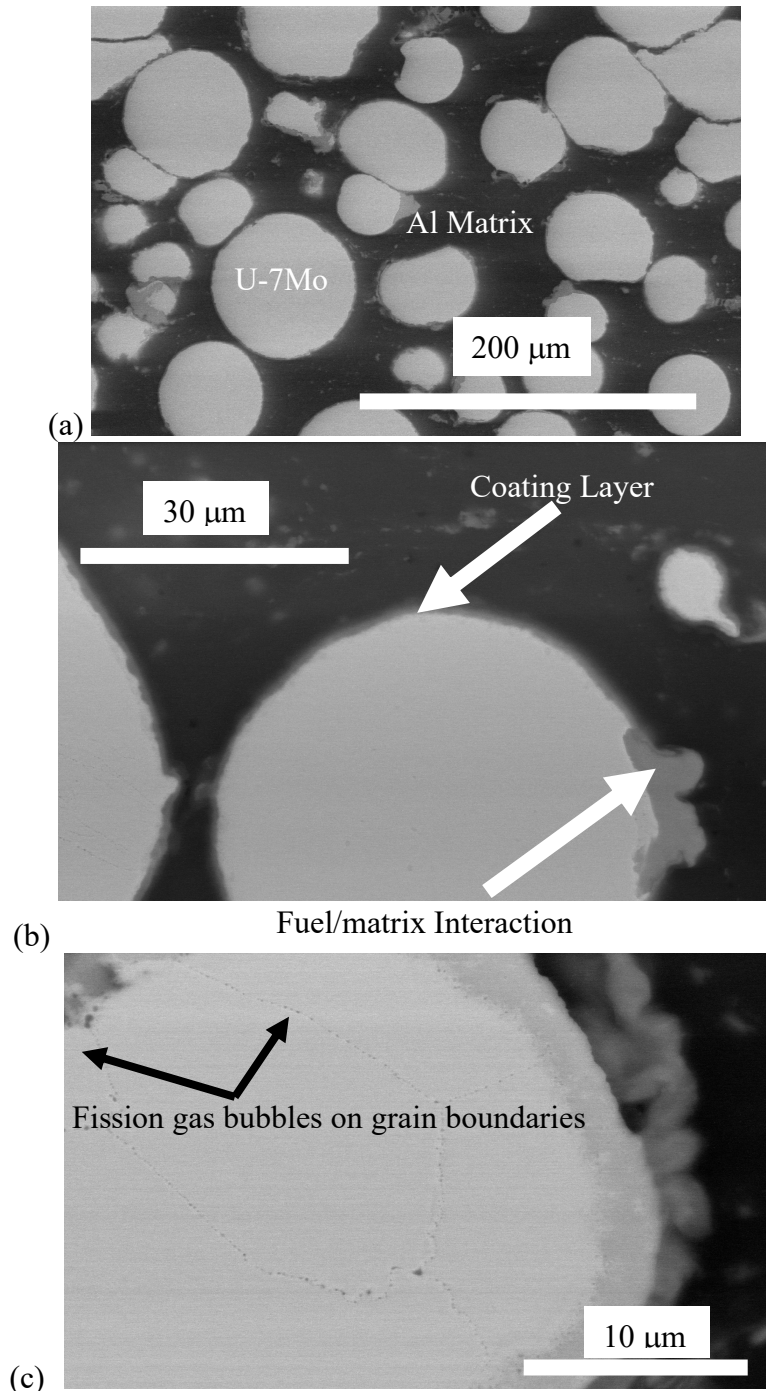 Al Matrix
U-7Mo
200 μm
(a)
Coating Layer
30 μm
Fuel/matrix Interaction
(b)
Fission gas bubbles on grain boundaries
10 μm
(c)